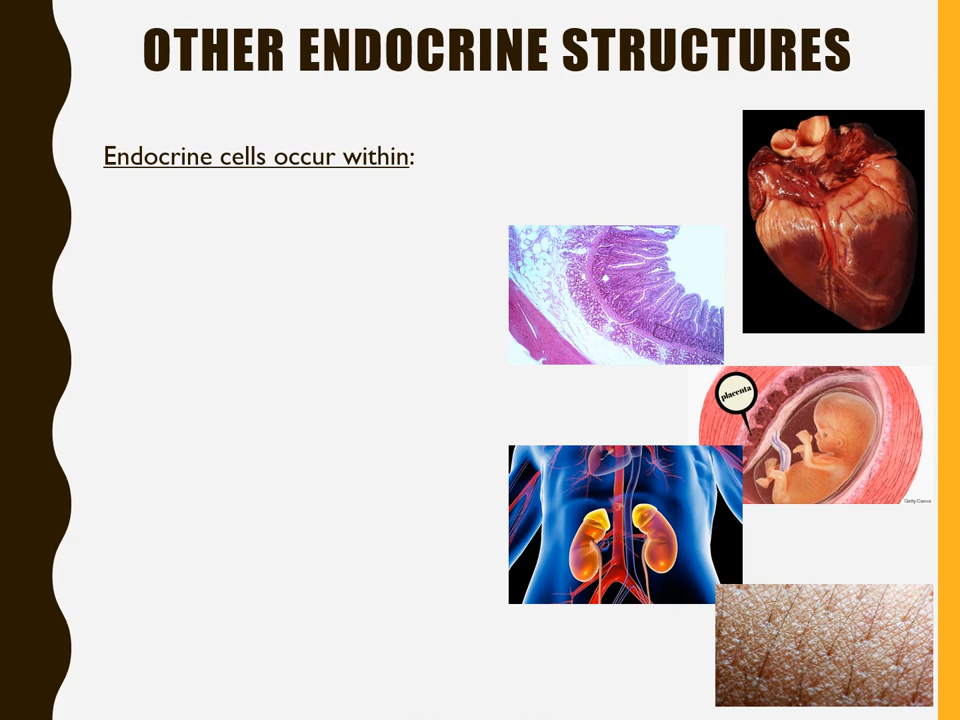 OTHER ENDOCRINE STRUCTURES
Endocrine cells occur within:
placenta
Getty/Canva